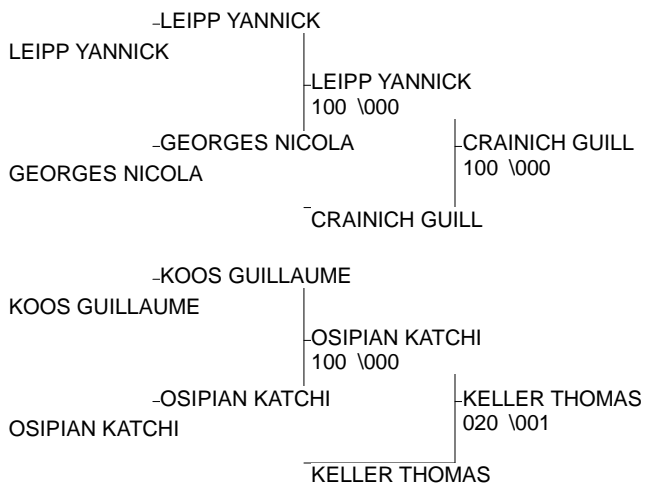 LEIPP YANNICK
LEIPP YANNICK
LEIPP YANNICK
100 \000
GEORGES NICOLA
CRAINICH GUILL
100 \000
GEORGES NICOLA
CRAINICH GUILL
KOOS GUILLAUME
KOOS GUILLAUME
OSIPIAN KATCHI
100 \000
OSIPIAN KATCHI
KELLER THOMAS
020 \001
OSIPIAN KATCHI
KELLER THOMAS